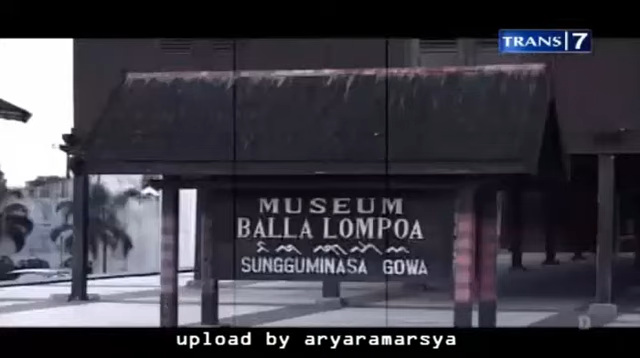 TRANS|7
MUSEUM
BALLA LOMPOA
SUNGGUMINASA GOWA
upload by aryaramarsya